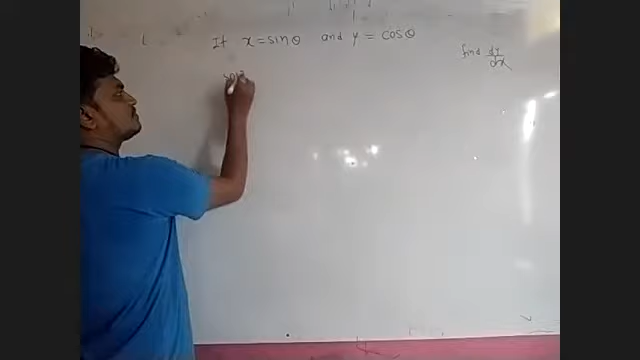 If x = sinθ and y = cosθ
find dy/dx